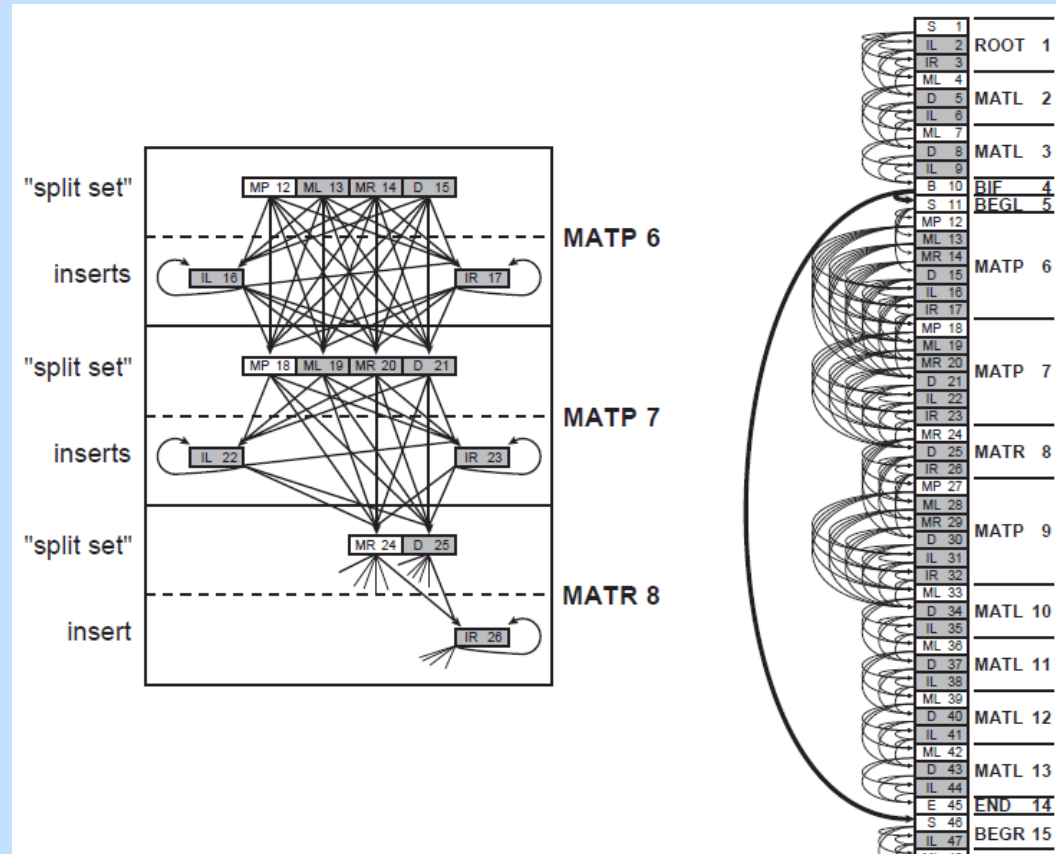 "split set"
MP 12 ML 13 MR 14 D 15
MATP 6
inserts
IL 16 IR 17
"split set"
MP 18 ML 19 MR 20 D 21
MATP 7
inserts
IL 22 IR 23
"split set"
MR 24 D 25
MATR 8
insert
IR 26
S 1
IL 2 ROOT 1
IR 3
ML 4
D 5 MATL 2
IL 6
ML 7
D 8 MATL 3
IL 9
B 10 BIF 4
S 11 BEGL 5
MP 12
ML 13
MR 14
D 15 MATP 6
IL 16
IR 17
MP 18
ML 19
MR 20
D 21 MATP 7
IL 22
IR 23
MR 24
D 25 MATR 8
IR 26
MP 27
ML 28
MR 29
D 30 MATP 9
IL 31
IR 32
ML 33
D 34 MATL 10
IL 35
ML 36
D 37 MATL 11
IL 38
ML 39
D 40 MATL 12
IL 41
ML 42
D 43 MATL 13
IL 44
E 45 END 14
S 46
IL 47 BEGR 15